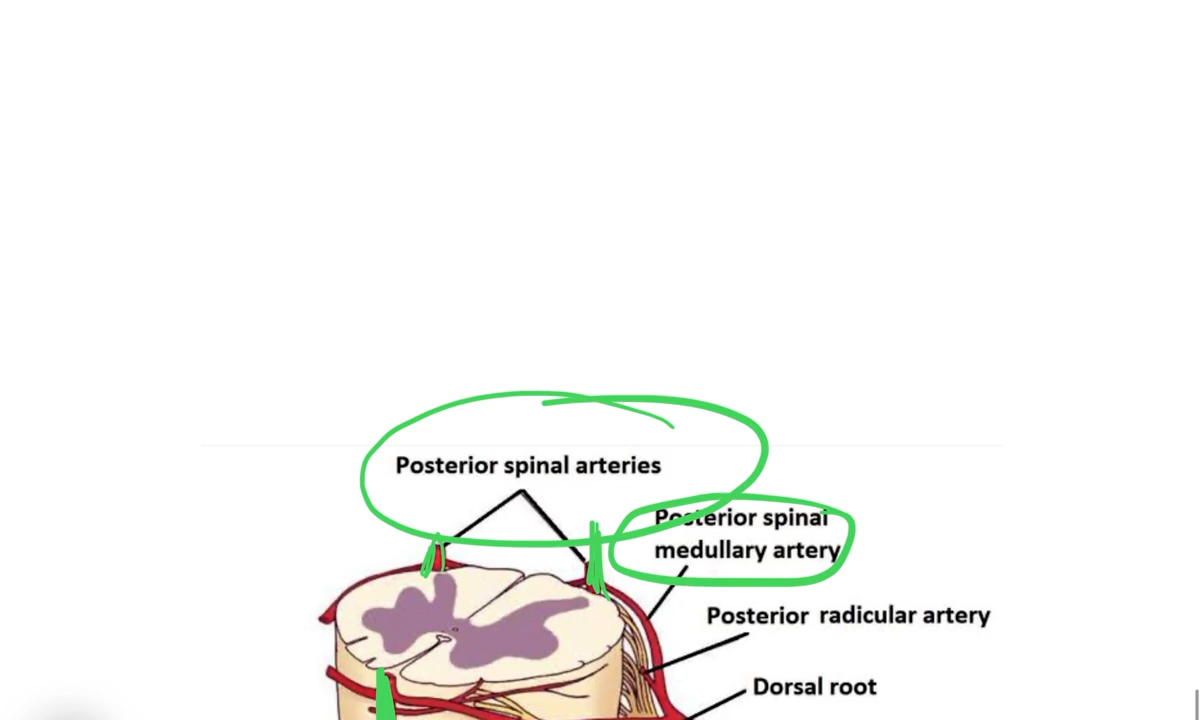 Posterior spinal arteries
Posterior spinal
medullary artery
Posterior radicular artery
Dorsal root